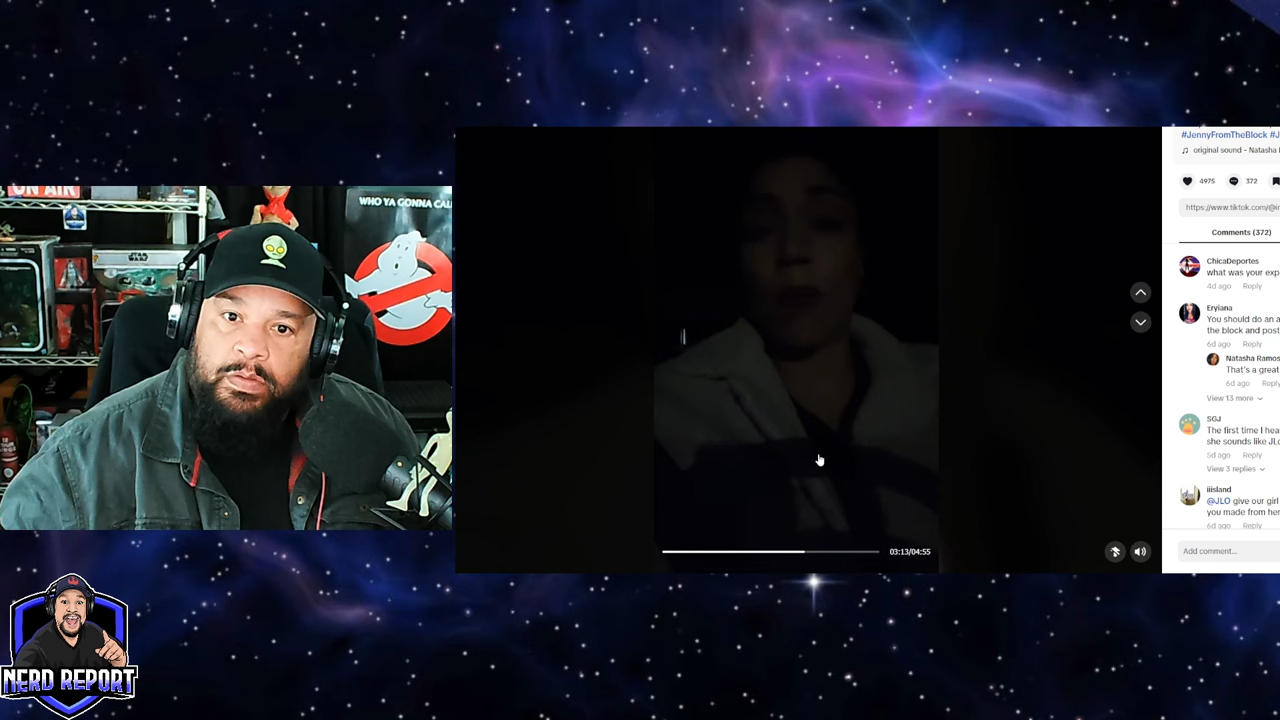 ON AIR
STAR
WARS
WHO YA GONNA CAL
#JennyFromTheBlock #J
original sound - Natasha
4975
372
https://www.tiktok.com/@i
Comments (372)
ChicaDeportes
what was your exp
4d ago Reply
Eryiana
You should do an a
the block and post
6d ago Reply
Natasha Ramos
That's a great
6d ago Reply
View 13 more
SGJ
The first time I hea
she sounds like JLo
5d ago Reply
View 3 replies
iiisland
@JLO give our girl
you made from her
6d ago Reply
Add comment...
03:13/04:55
NERD REPORT